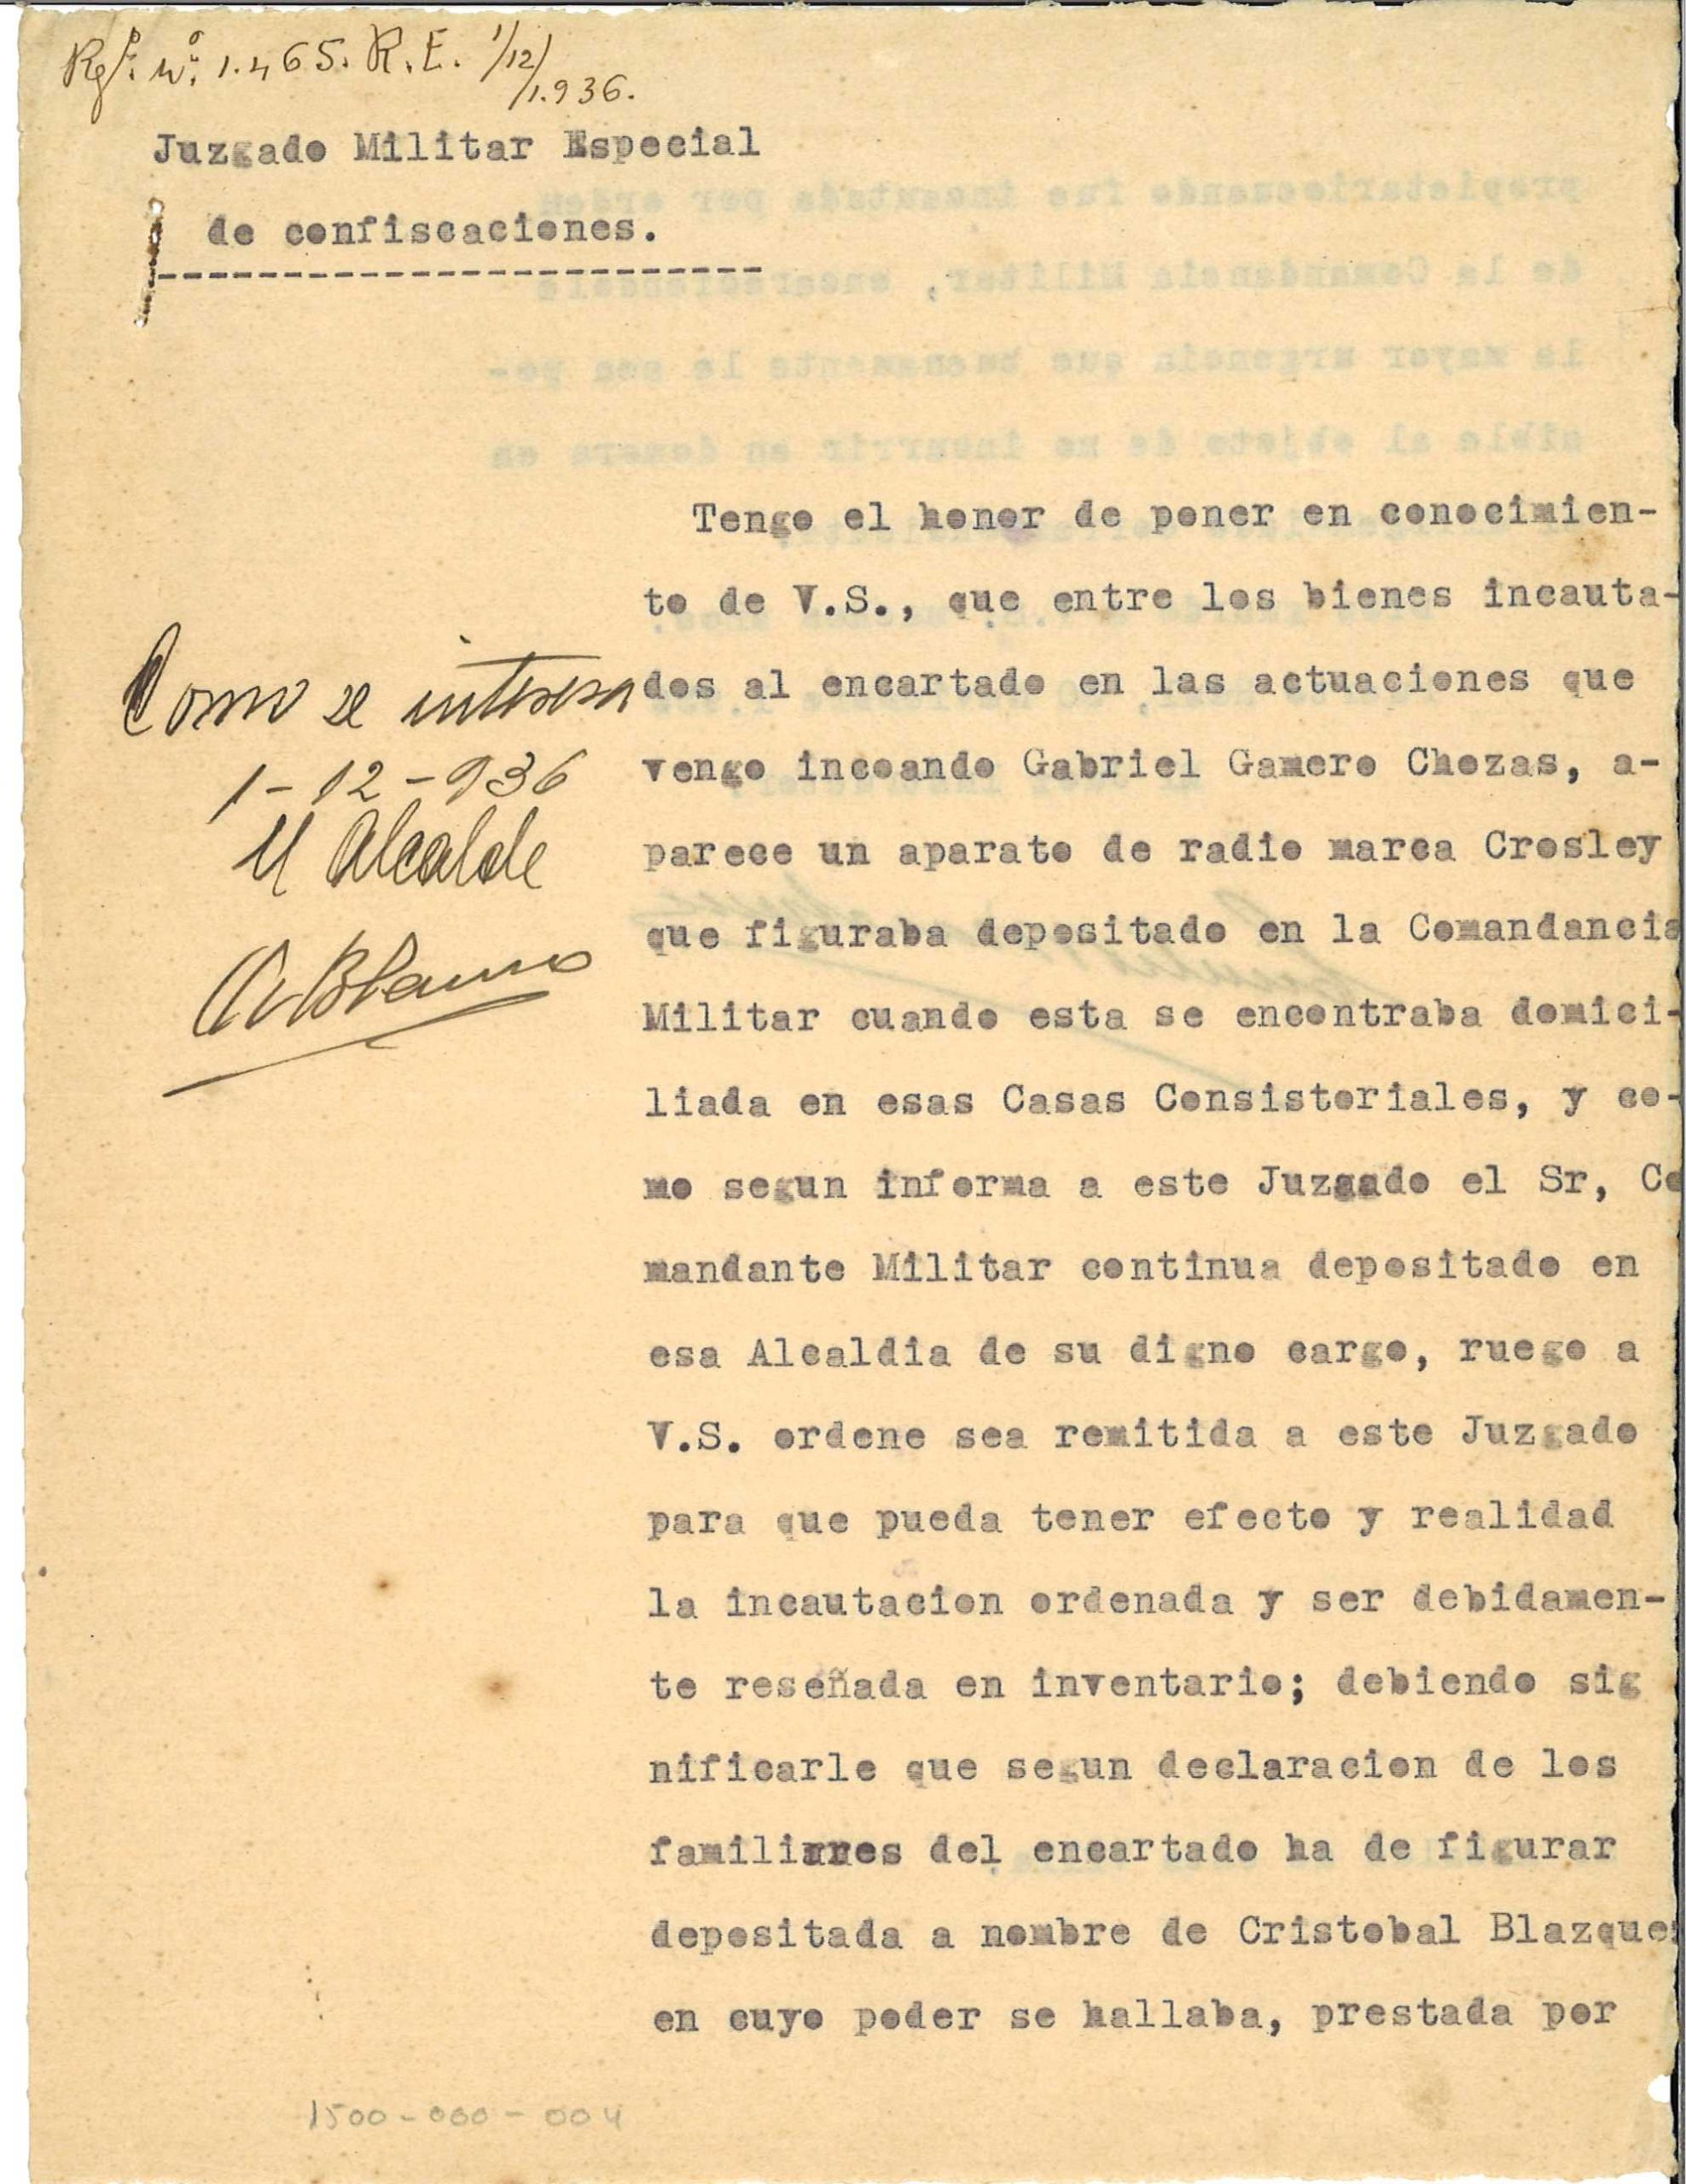 Rgº. nº. 1.465. R.E. 1/12/1.936.
Juzgado Militar Especial
de confiscaciones.
------------------------
Tengo el honor de poner en conocimien-
to de V.S., que entre los bienes incauta-
dos al encartado en las actuaciones que
vengo incoando Gabriel Gamero Chozas, a-
parece un aparato de radio marca Crosley
que figuraba depositado en la Comandancia
Militar cuando esta se encontraba domici-
liada en esas Casas Consistoriales, y co-
mo segun informa a este Juzgado el Sr, Co
mandante Militar continua depositado en
esa Alcaldia de su digno cargo, ruego a
V.S. ordene sea remitida a este Juzgado
para que pueda tener efecto y realidad
la incautacion ordenada y ser debidamen-
te reseñada en inventario; debiendo sig
nificarle que segun declaracion de los
familiares del encartado ha de figurar
depositada a nombre de Cristobal Blazquez
en cuyo poder se hallaba, prestada por
Como se interesa
1-12-936
El Alcalde
Blanco
1500-000-004